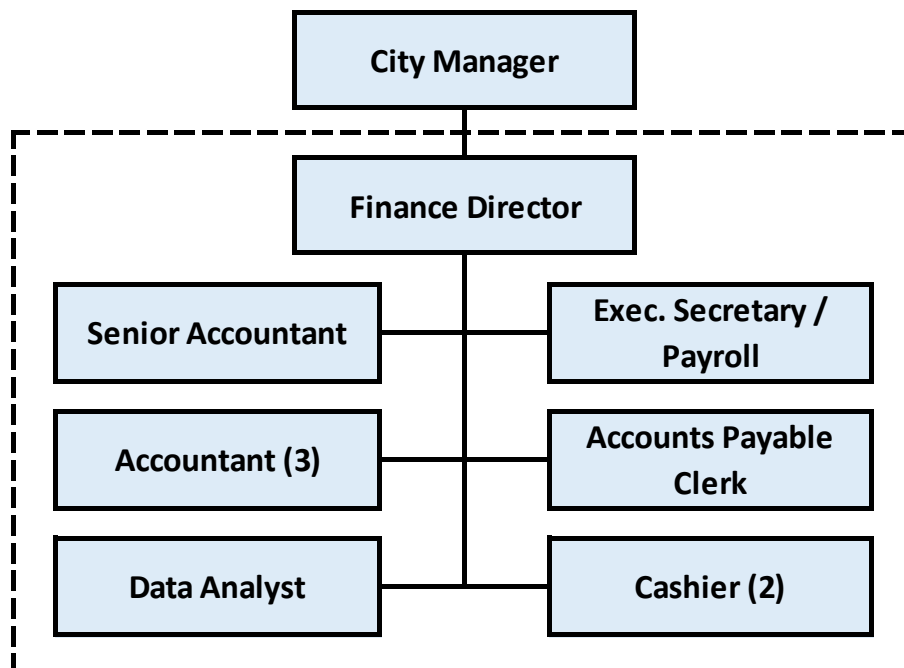 City Manager
Finance Director
Senior Accountant
Exec. Secretary /
Payroll
Accountant (3)
Accounts Payable
Clerk
Data Analyst
Cashier (2)